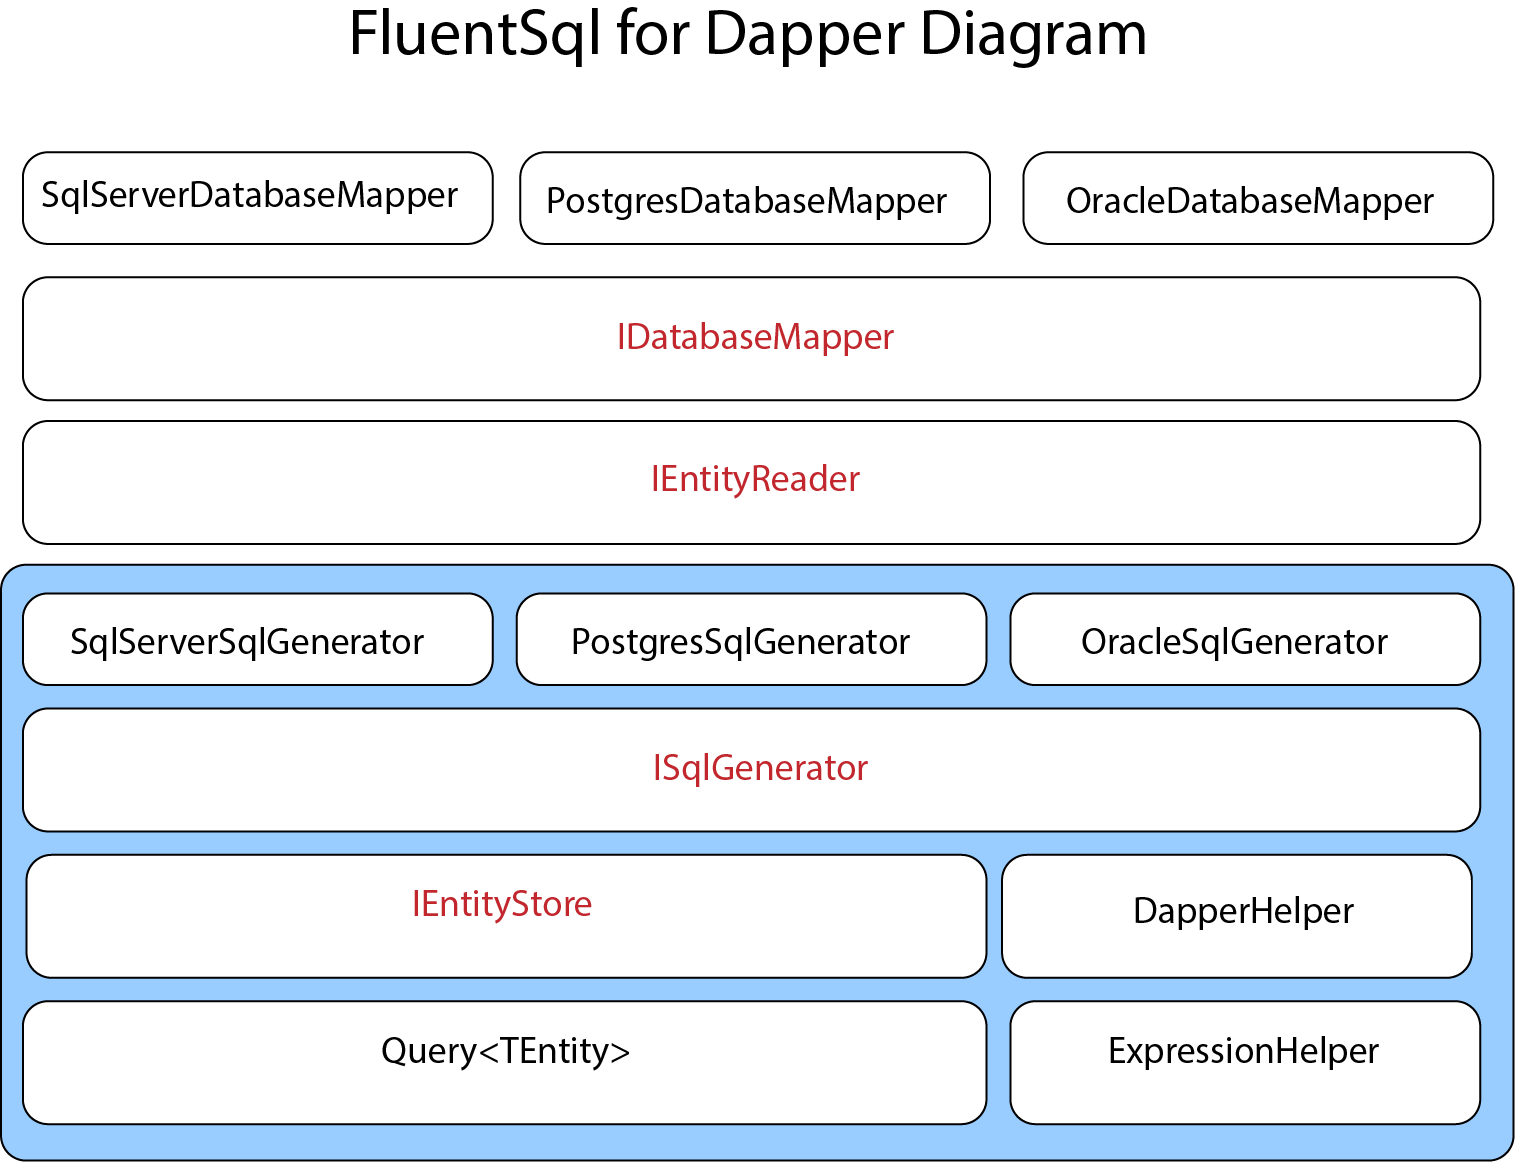 FluentSql for Dapper Diagram
SqlServerDatabaseMapper
PostgresDatabaseMapper
OracleDatabaseMapper
IDatabaseMapper
IEntityReader
SqlServerSqlGenerator
PostgresSqlGenerator
OracleSqlGenerator
ISqlGenerator
IEntityStore
DapperHelper
Query<TEntity>
ExpressionHelper